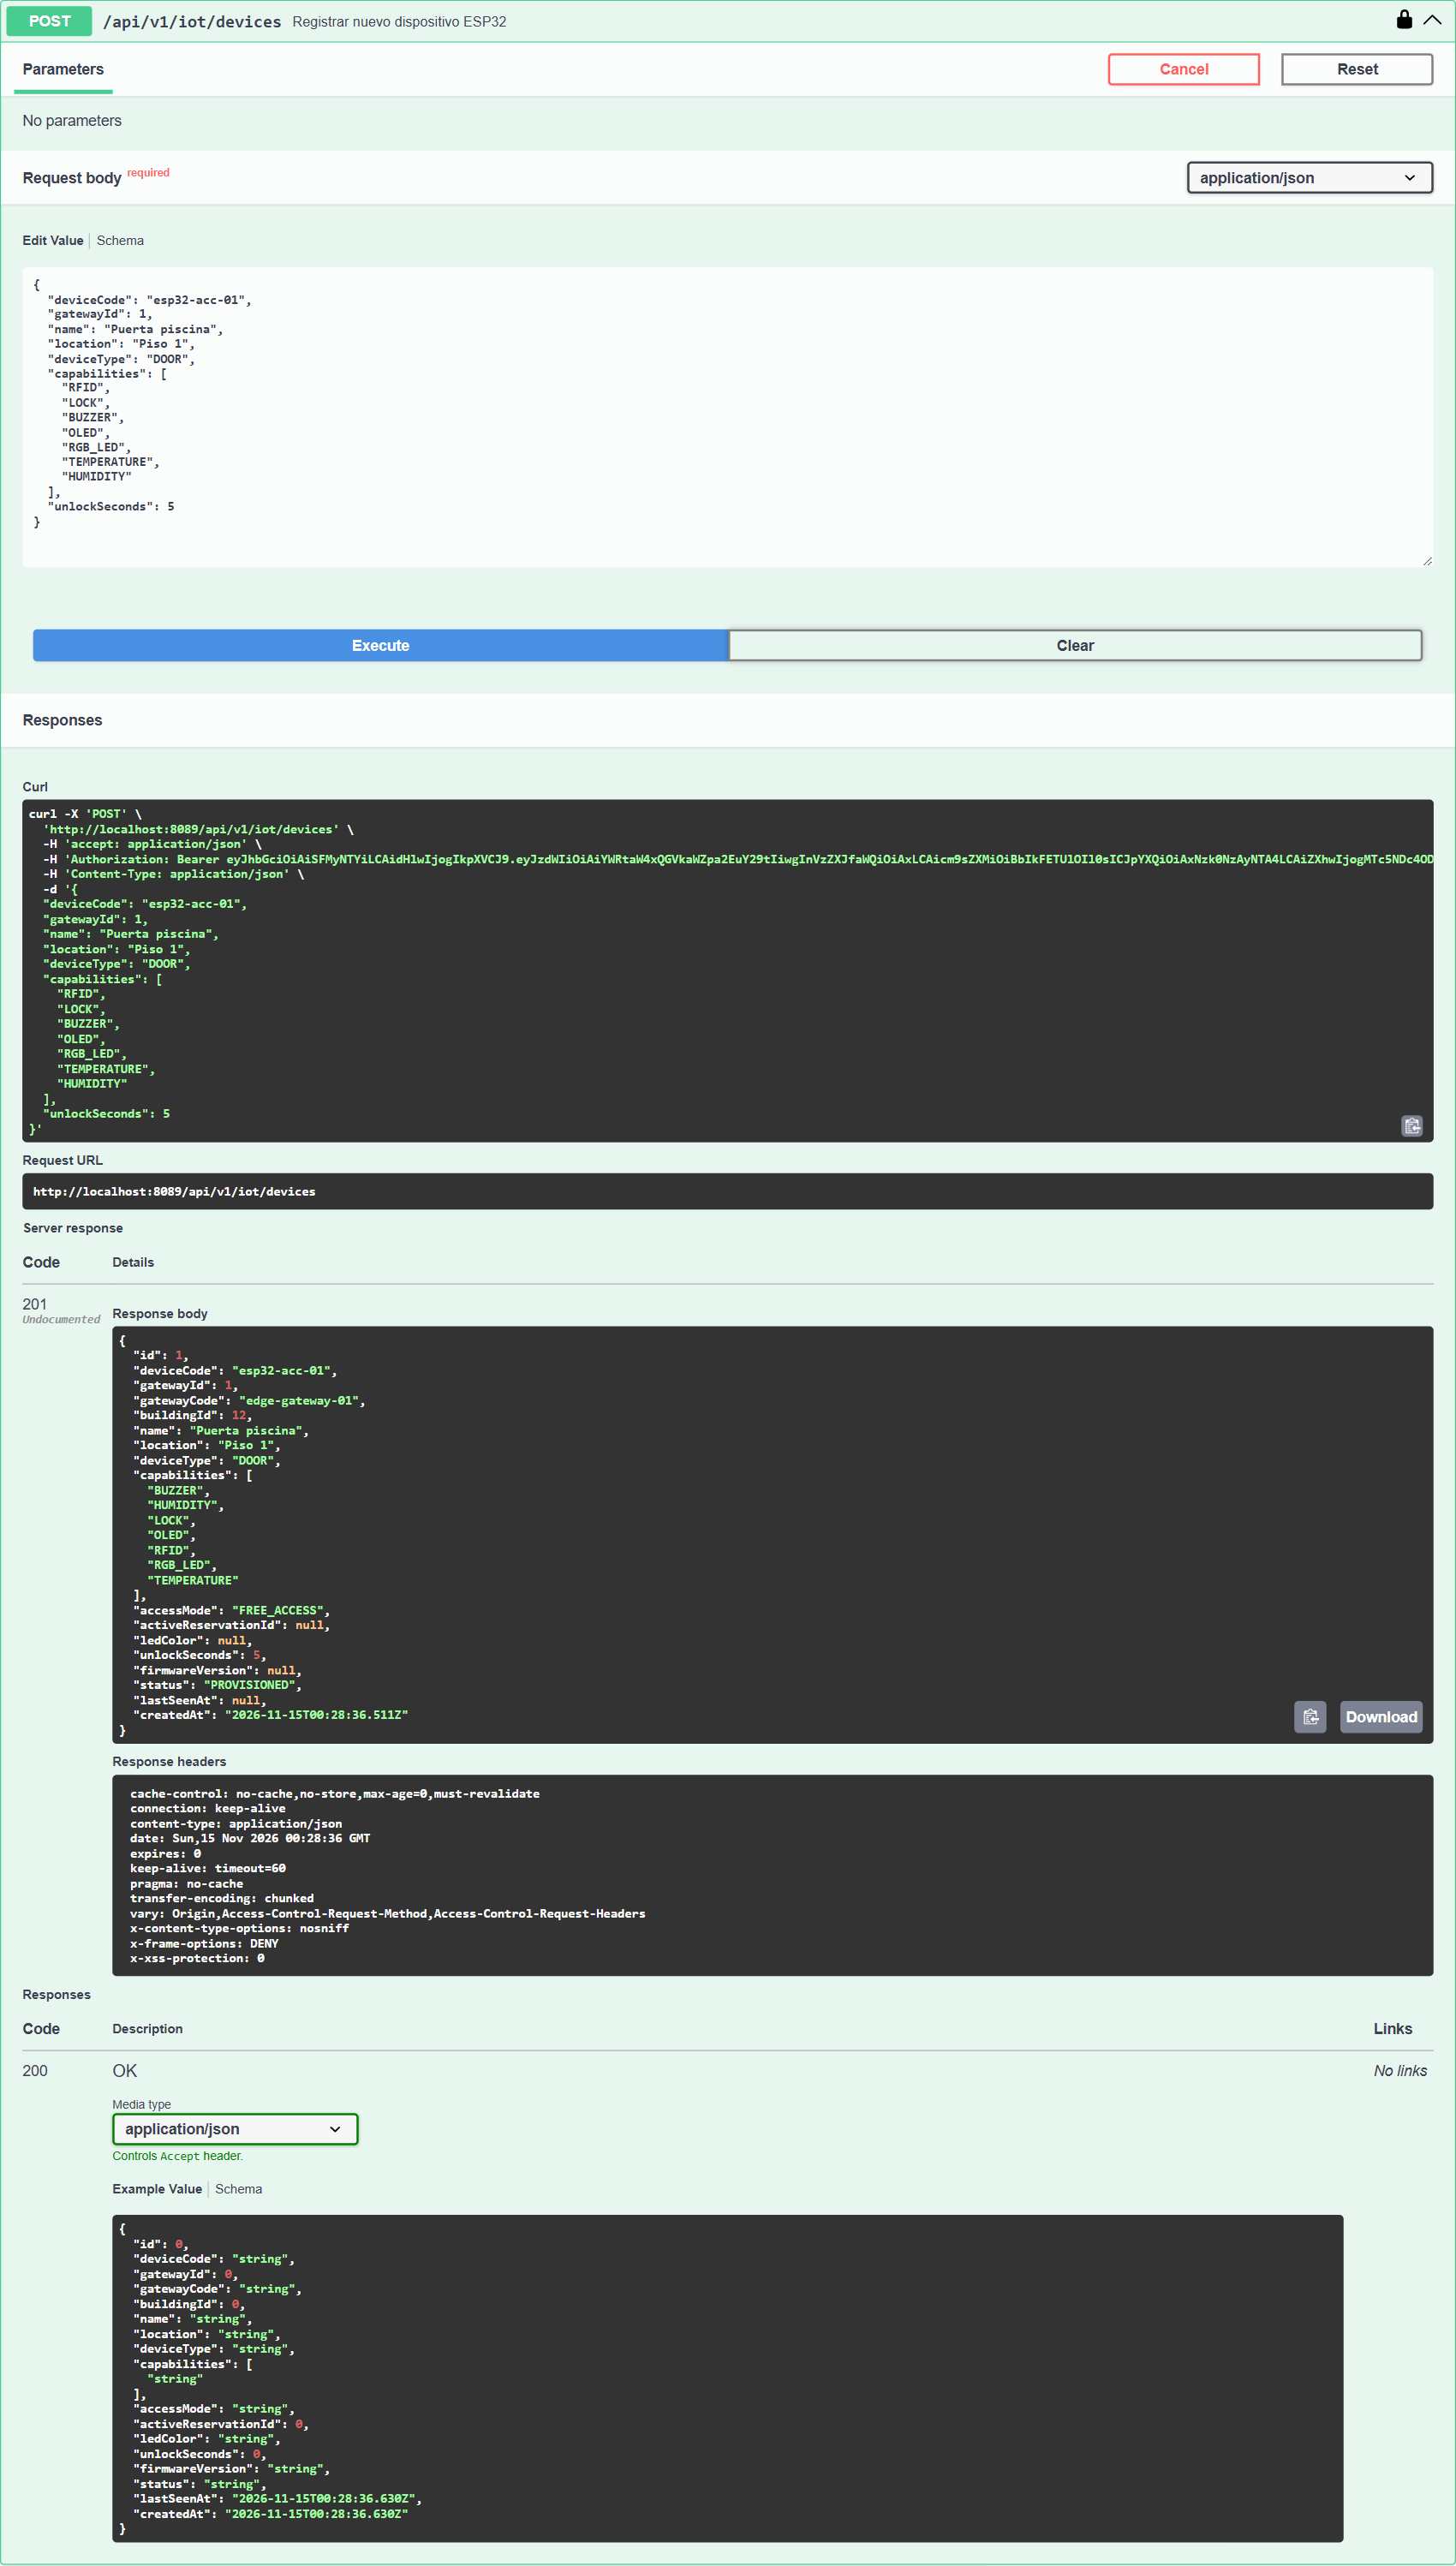 POST /api/v1/iot/devices Registrar nuevo dispositivo ESP32
Parameters Cancel Reset
No parameters
Request body required application/json
Edit Value Schema
{
  "deviceCode": "esp32-acc-01",
  "gatewayId": 1,
  "name": "Puerta piscina",
  "location": "Piso 1",
  "deviceType": "DOOR",
  "capabilities": [
    "RFID",
    "LOCK",
    "BUZZER",
    "OLED",
    "RGB_LED",
    "TEMPERATURE",
    "HUMIDITY"
  ],
  "unlockSeconds": 5
}
Execute Clear
Responses
Curl
curl -X 'POST' \
  'http://localhost:8089/api/v1/iot/devices' \
  -H 'accept: application/json' \
  -H 'Authorization: Bearer
  -H 'Content-Type: application/json' \
  -d '{
  "deviceCode": "esp32-acc-01",
  "gatewayId": 1,
  "name": "Puerta piscina",
  "location": "Piso 1",
  "deviceType": "DOOR",
  "capabilities": [
    "RFID",
    "LOCK",
    "BUZZER",
    "OLED",
    "RGB_LED",
    "TEMPERATURE",
    "HUMIDITY"
  ],
  "unlockSeconds": 5
}'
Request URL
http://localhost:8089/api/v1/iot/devices
Server response
Code Details
201
Undocumented
Response body
{
  "id": 1,
  "deviceCode": "esp32-acc-01",
  "gatewayId": 1,
  "gatewayCode": "edge-gateway-01",
  "buildingId": 12,
  "name": "Puerta piscina",
  "location": "Piso 1",
  "deviceType": "DOOR",
  "capabilities": [
    "BUZZER",
    "HUMIDITY",
    "LOCK",
    "OLED",
    "RFID",
    "RGB_LED",
    "TEMPERATURE"
  ],
  "accessMode": "FREE_ACCESS",
  "activeReservationId": null,
  "ledColor": null,
  "unlockSeconds": 5,
  "firmwareVersion": null,
  "status": "PROVISIONED",
  "lastSeenAt": null,
  "createdAt": "2026-11-15T00:28:36.511Z"
}
Download
Response headers
cache-control: no-cache,no-store,max-age=0,must-revalidate
connection: keep-alive
content-type: application/json
date: Sun,15 Nov 2026 00:28:36 GMT
expires: 0
keep-alive: timeout=60
pragma: no-cache
transfer-encoding: chunked
vary: Origin,Access-Control-Request-Method,Access-Control-Request-Headers
x-content-type-options: nosniff
x-frame-options: DENY
x-xss-protection: 0
Responses
Code Description Links
200 OK No links
Media type
application/json
Controls Accept header.
Example Value Schema
{
  "id": 0,
  "deviceCode": "string",
  "gatewayId": 0,
  "gatewayCode": "string",
  "buildingId": 0,
  "name": "string",
  "location": "string",
  "deviceType": "string",
  "capabilities": [
    "string"
  ],
  "accessMode": "string",
  "activeReservationId": 0,
  "ledColor": "string",
  "unlockSeconds": 0,
  "firmwareVersion": "string",
  "status": "string",
  "lastSeenAt": "2026-11-15T00:28:36.630Z",
  "createdAt": "2026-11-15T00:28:36.630Z"
}